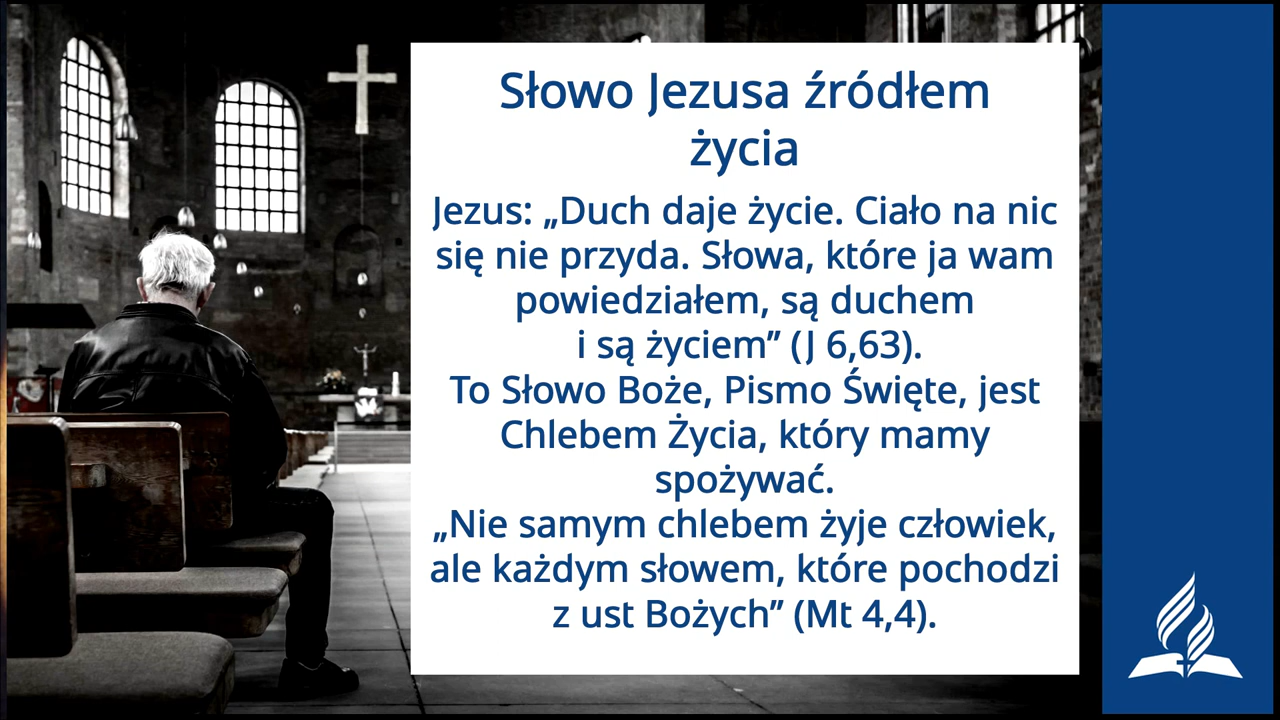 Słowo Jezusa źródłem
życia
Jezus: „Duch daje życie. Ciało na nic
się nie przyda. Słowa, które ja wam
powiedziałem, są duchem
i są życiem” (J 6,63).
To Słowo Boże, Pismo Święte, jest
Chlebem Życia, który mamy
spożywać.
„Nie samym chlebem żyje człowiek,
ale każdym słowem, które pochodzi
z ust Bożych” (Mt 4,4).